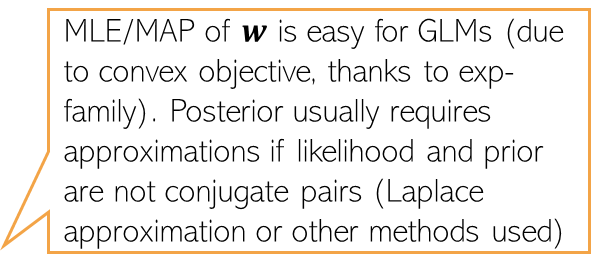 MLE/MAP of w is easy for GLMs (due
to convex objective, thanks to exp-
family). Posterior usually requires
approximations if likelihood and prior
are not conjugate pairs (Laplace
approximation or other methods used)